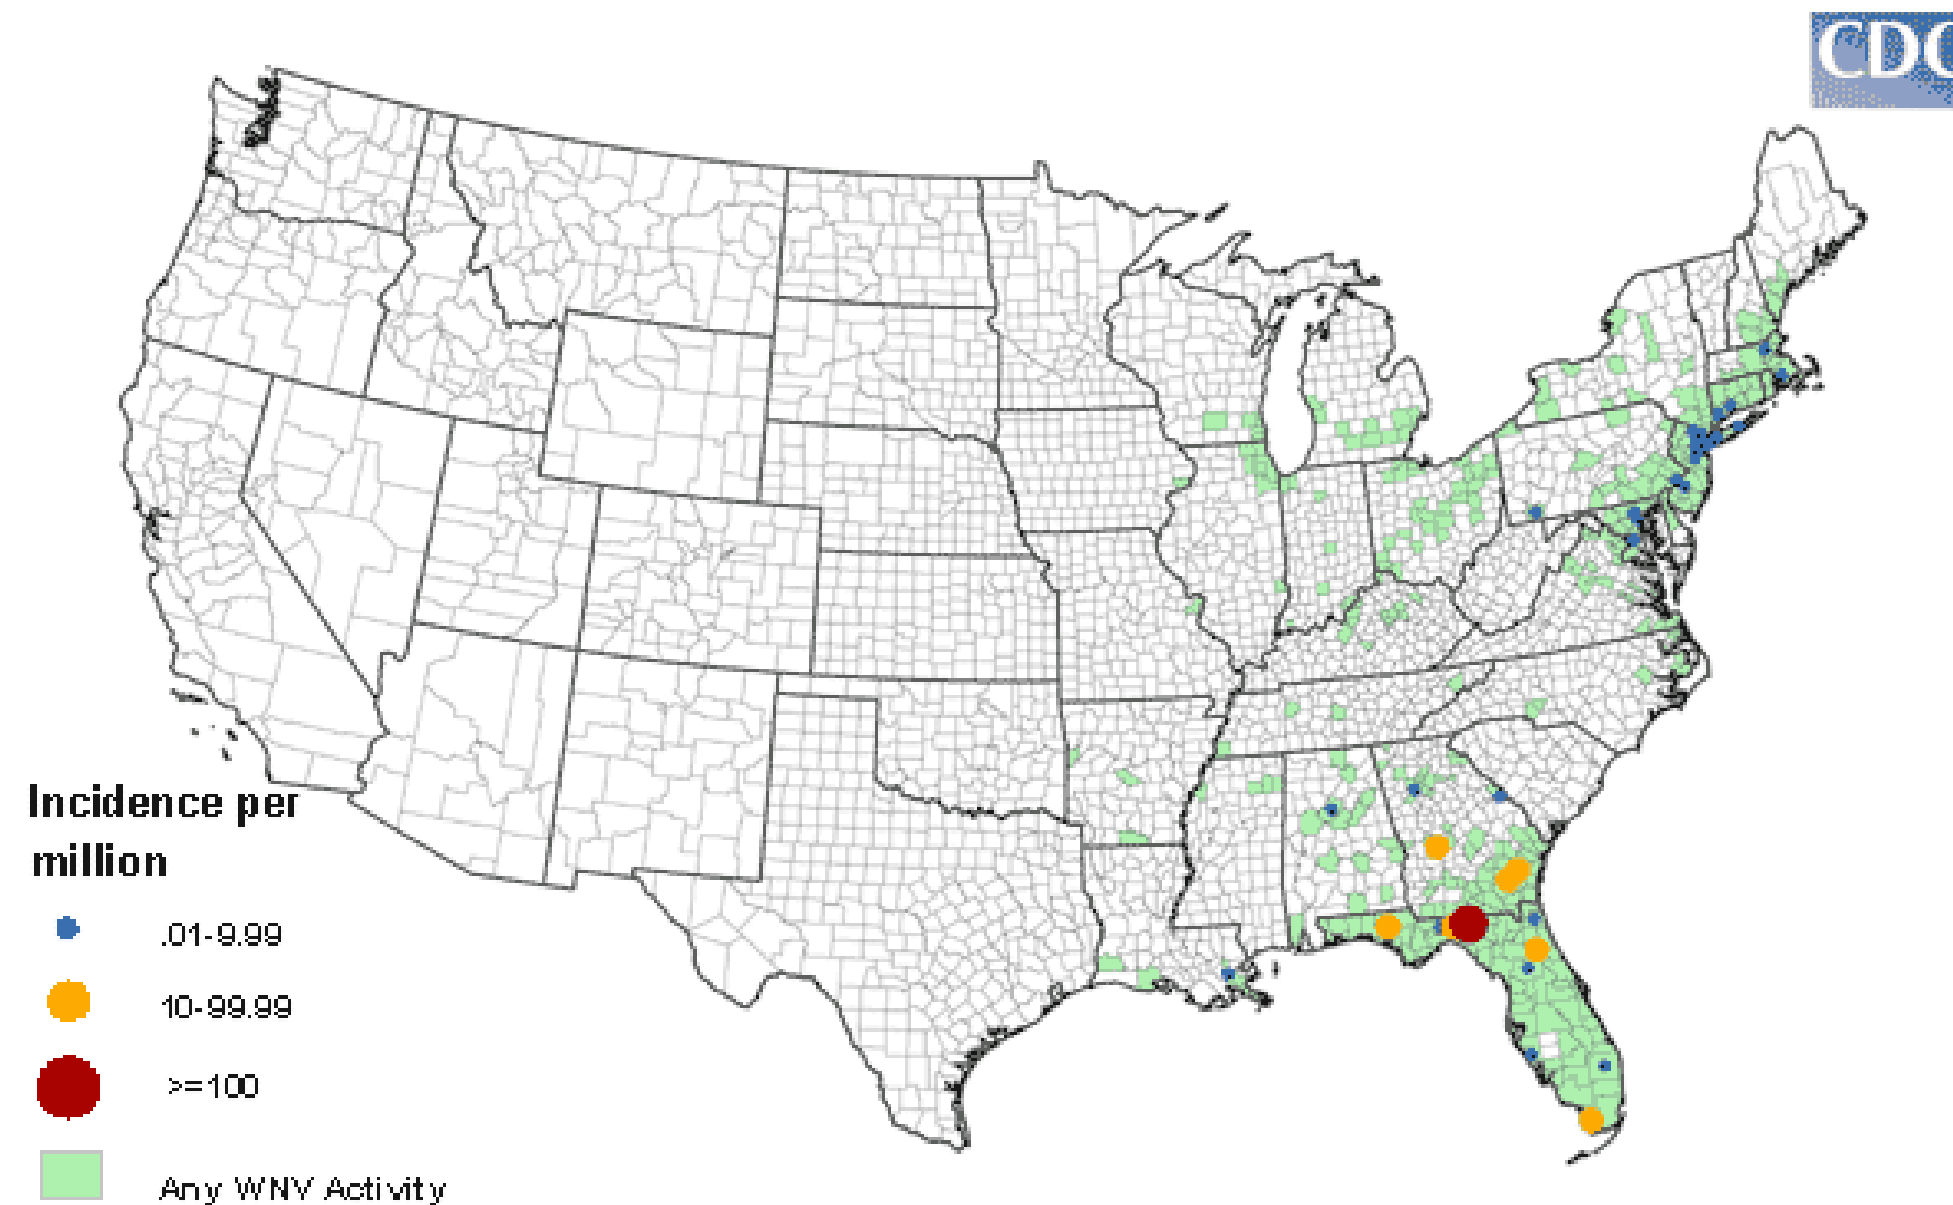 CDC
Incidence per
million
.01-9.99
10-99.99
>=100
Any WNV Activity